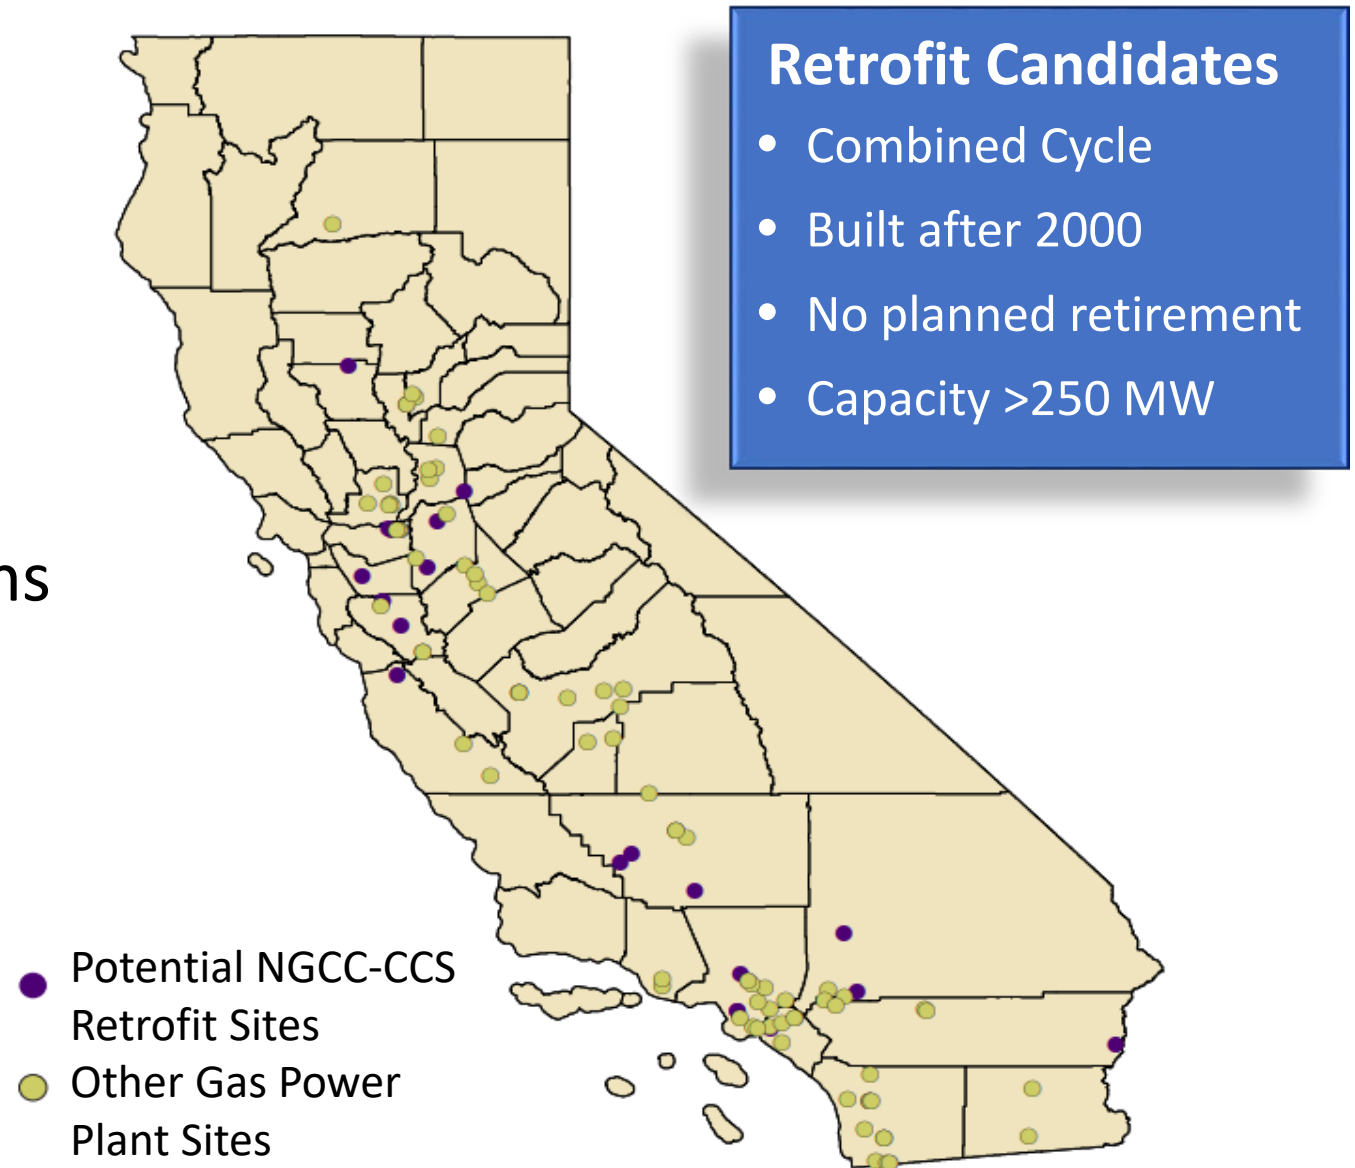 Retrofit Candidates
• Combined Cycle
• Built after 2000
• No planned retirement
• Capacity >250 MW
ns
Potential NGCC-CCS
Retrofit Sites
Other Gas Power
Plant Sites